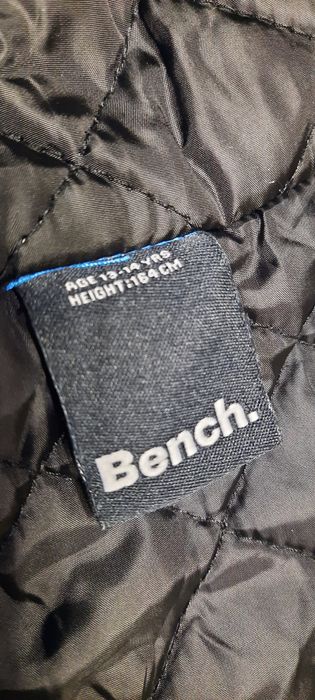 AGE 13-14 YRS
HEIGHT:164 CM
Bench.